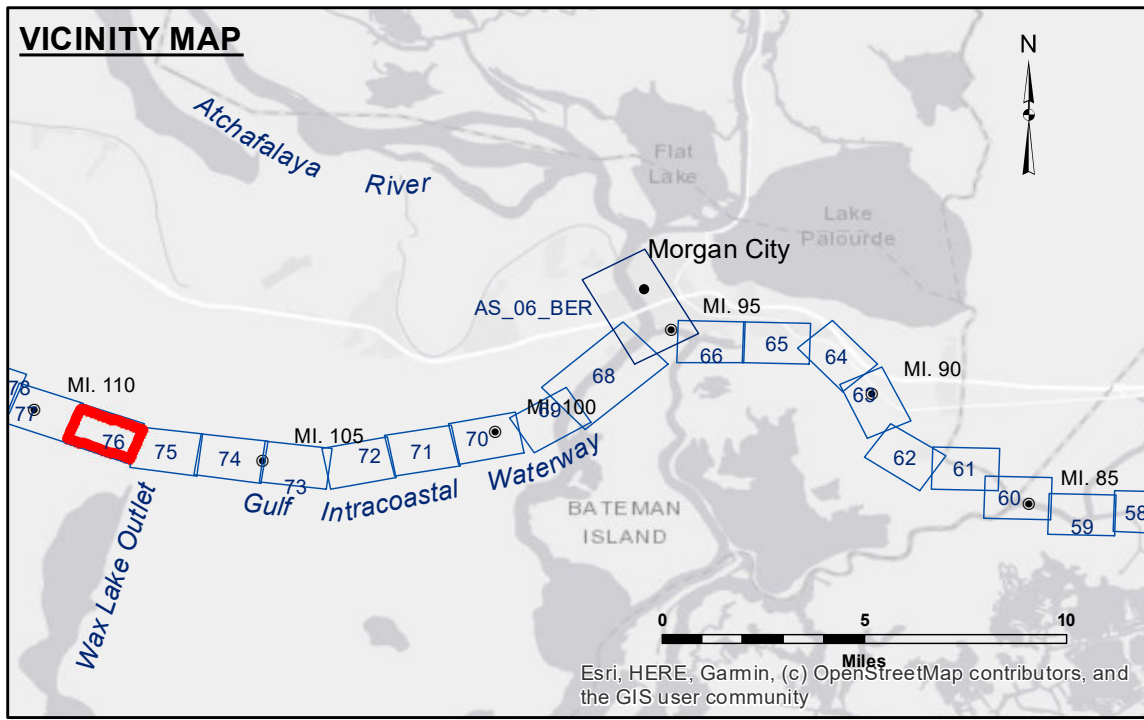 VICINITY MAP
N
Atchafalaya
River
Flat
Lake
Lake
Palourde
Morgan City
AS_06_BER
MI. 95
66
65
64
MI. 90
63
68
MI. 110
78
77
76
75
74
MI. 105
73
72
71
70
69
MI. 100
62
61
60
MI. 85
59
58
Gulf
Intracoastal
Waterway
BATEMAN
ISLAND
Wax Lake Outlet
0
5
10
Miles
Esri, HERE, Garmin, (c) OpenStreetMap contributors, and
the GIS user community